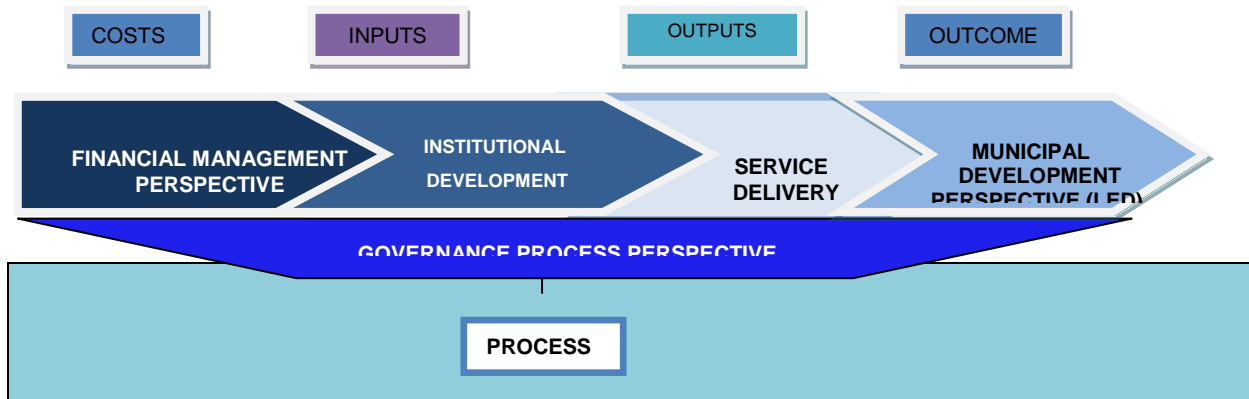 COSTS
INPUTS
OUTPUTS
OUTCOME
FINANCIAL MANAGEMENT
PERSPECTIVE
INSTITUTIONAL
DEVELOPMENT
SERVICE
DELIVERY
MUNICIPAL
DEVELOPMENT
PERSPECTIVE (LED)
GOVERNANCE PROCESS PERSPECTIVE
PROCESS